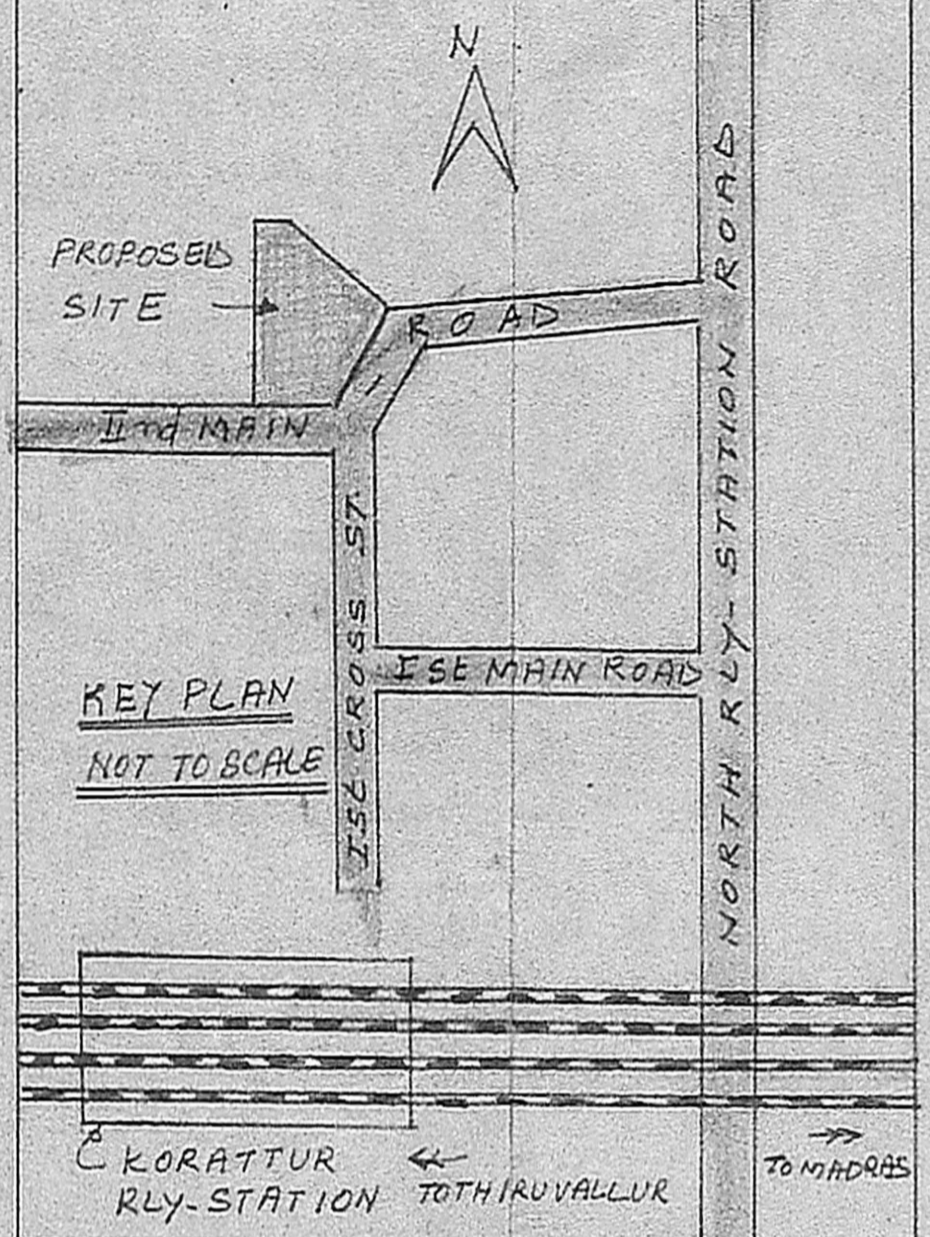 N
PROPOSED
SITE
ROAD
IInd MAIN
Ist CROSS ST.
Ist MAIN ROAD
NORTH RLY-STATION ROAD
KEY PLAN
NOT TO SCALE
KORATTUR
RLY-STATION
TO THIRUVALLUR
TO MADRAS